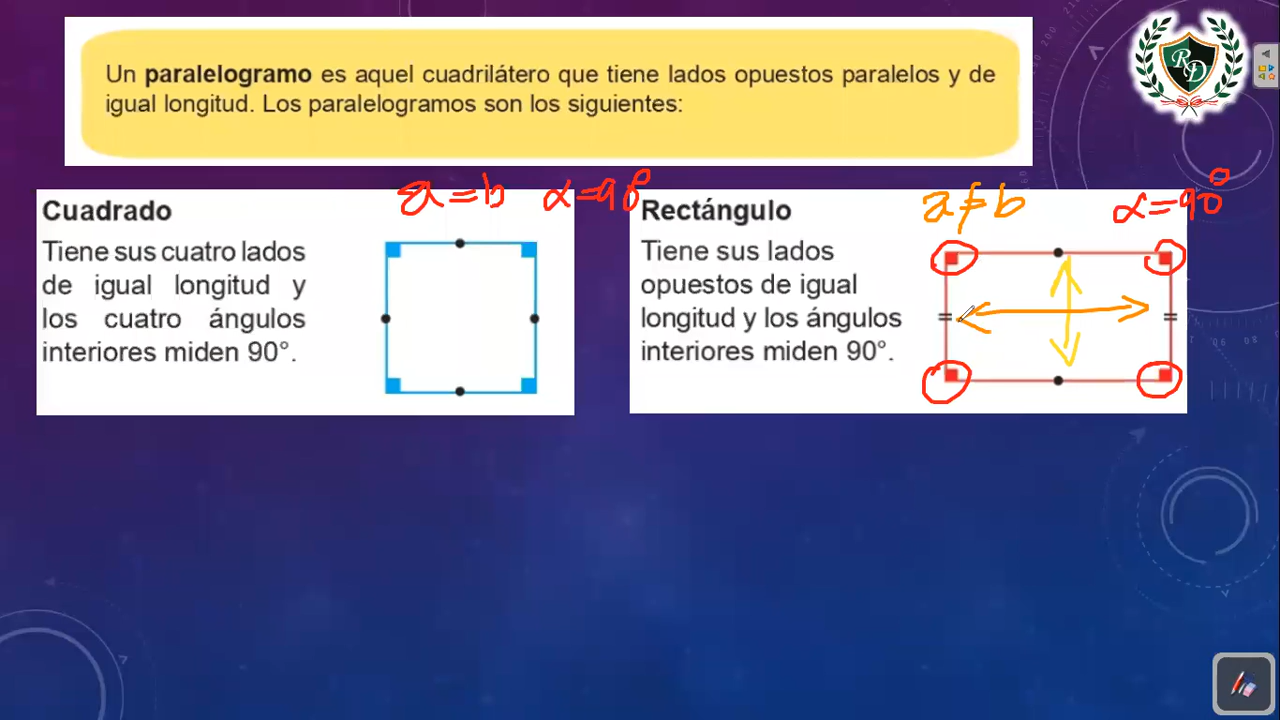 Un paralelogramo es aquel cuadrilátero que tiene lados opuestos paralelos y de
igual longitud. Los paralelogramos son los siguientes:
RD
a = b α = 90°
Cuadrado
Tiene sus cuatro lados
de igual longitud y
los cuatro ángulos
interiores miden 90°.
a ≠ b α = 90°
Rectángulo
Tiene sus lados
opuestos de igual
longitud y los ángulos
interiores miden 90°.
= =